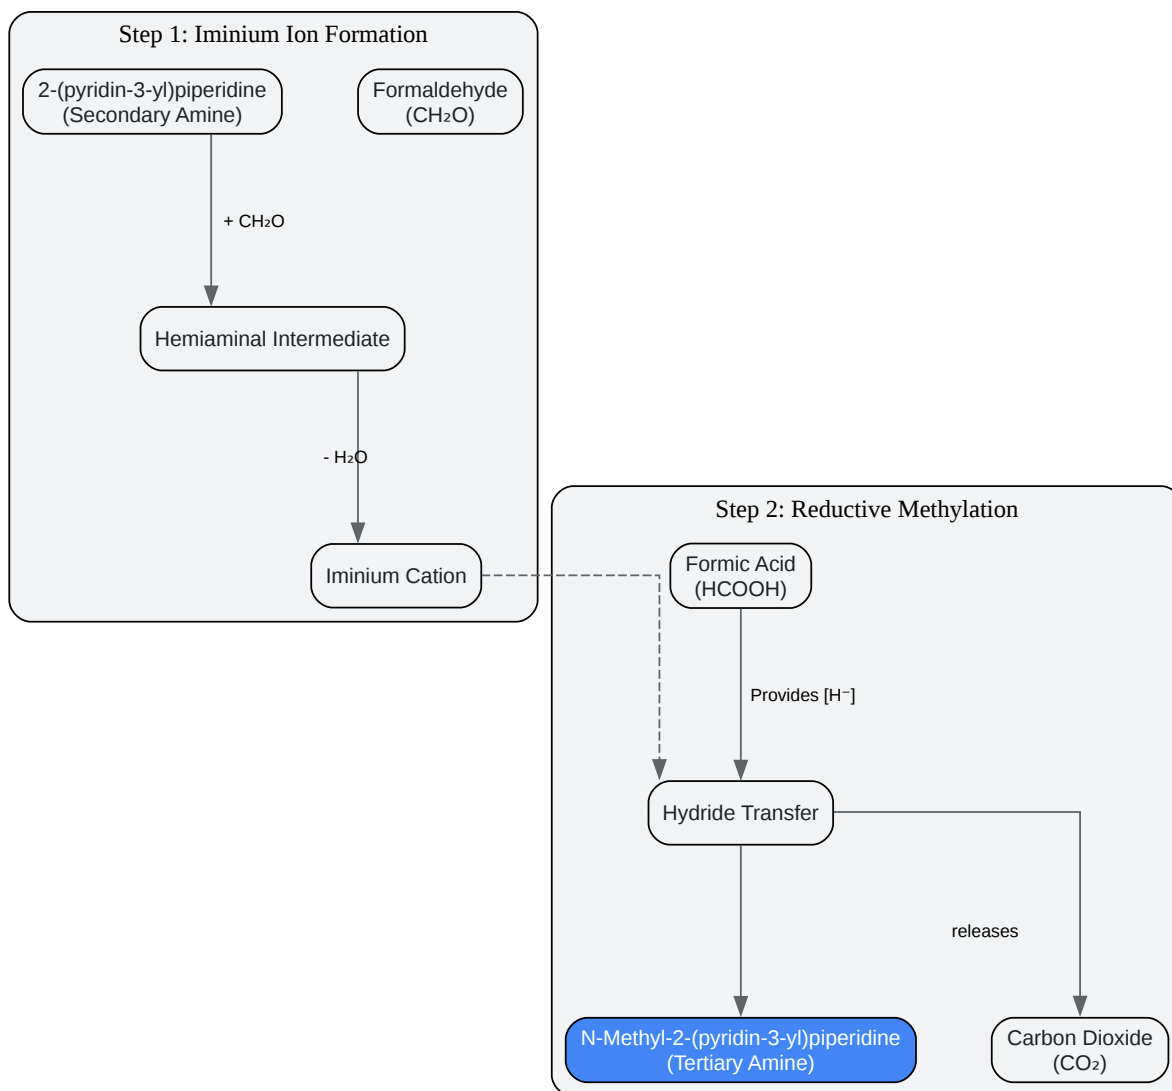 Step 1: Iminium Ion Formation
2-(pyridin-3-yl)piperidine
(Secondary Amine)
Formaldehyde
(CH₂O)
+ CH₂O
Hemiaminal Intermediate
- H₂O
Iminium Cation
Step 2: Reductive Methylation
Formic Acid
(HCOOH)
Provides [H⁻]
Hydride Transfer
releases
N-Methyl-2-(pyridin-3-yl)piperidine
(Tertiary Amine)
Carbon Dioxide
(CO₂)